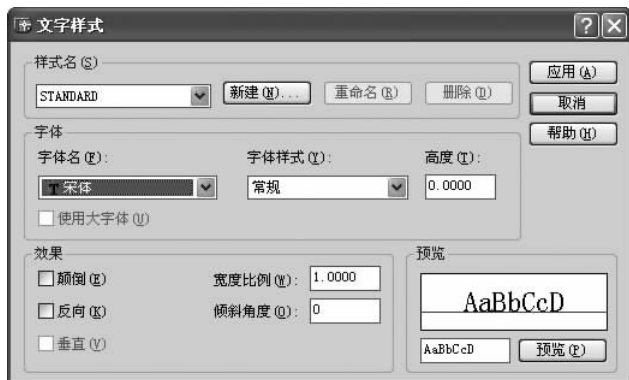 文字样式
样式名(S)
STANDARD 新建(N)... 重命名(R) 删除(D)
应用(A)
取消
帮助(H)
字体
字体名(F): 字体样式(Y): 高度(T):
宋体 常规 0.0000
使用大字体(U)
效果
颠倒(E) 宽度比例(W): 1.0000
反向(K) 倾斜角度(O): 0
垂直(V)
预览
AaBbCcD
AaBbCcD 预览(P)